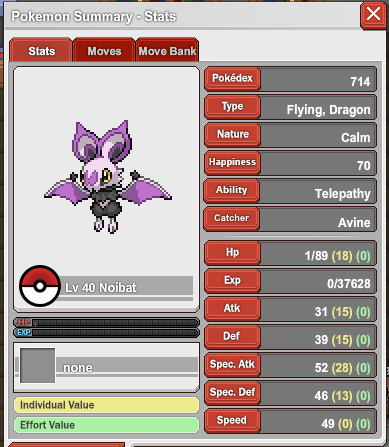 Pokemon Summary - Stats
Stats Moves Move Bank
Pokédex 714
Type Flying, Dragon
Nature Calm
Happiness 70
Ability Telepathy
Catcher Avine
Lv 40 Noibat
HP
EXP
none
Individual Value
Effort Value
Hp 1/89 (18) (0)
Exp 0/37628
Atk 31 (15) (0)
Def 39 (15) (0)
Spec. Atk 52 (28) (0)
Spec. Def 46 (13) (0)
Speed 49 (0) (0)